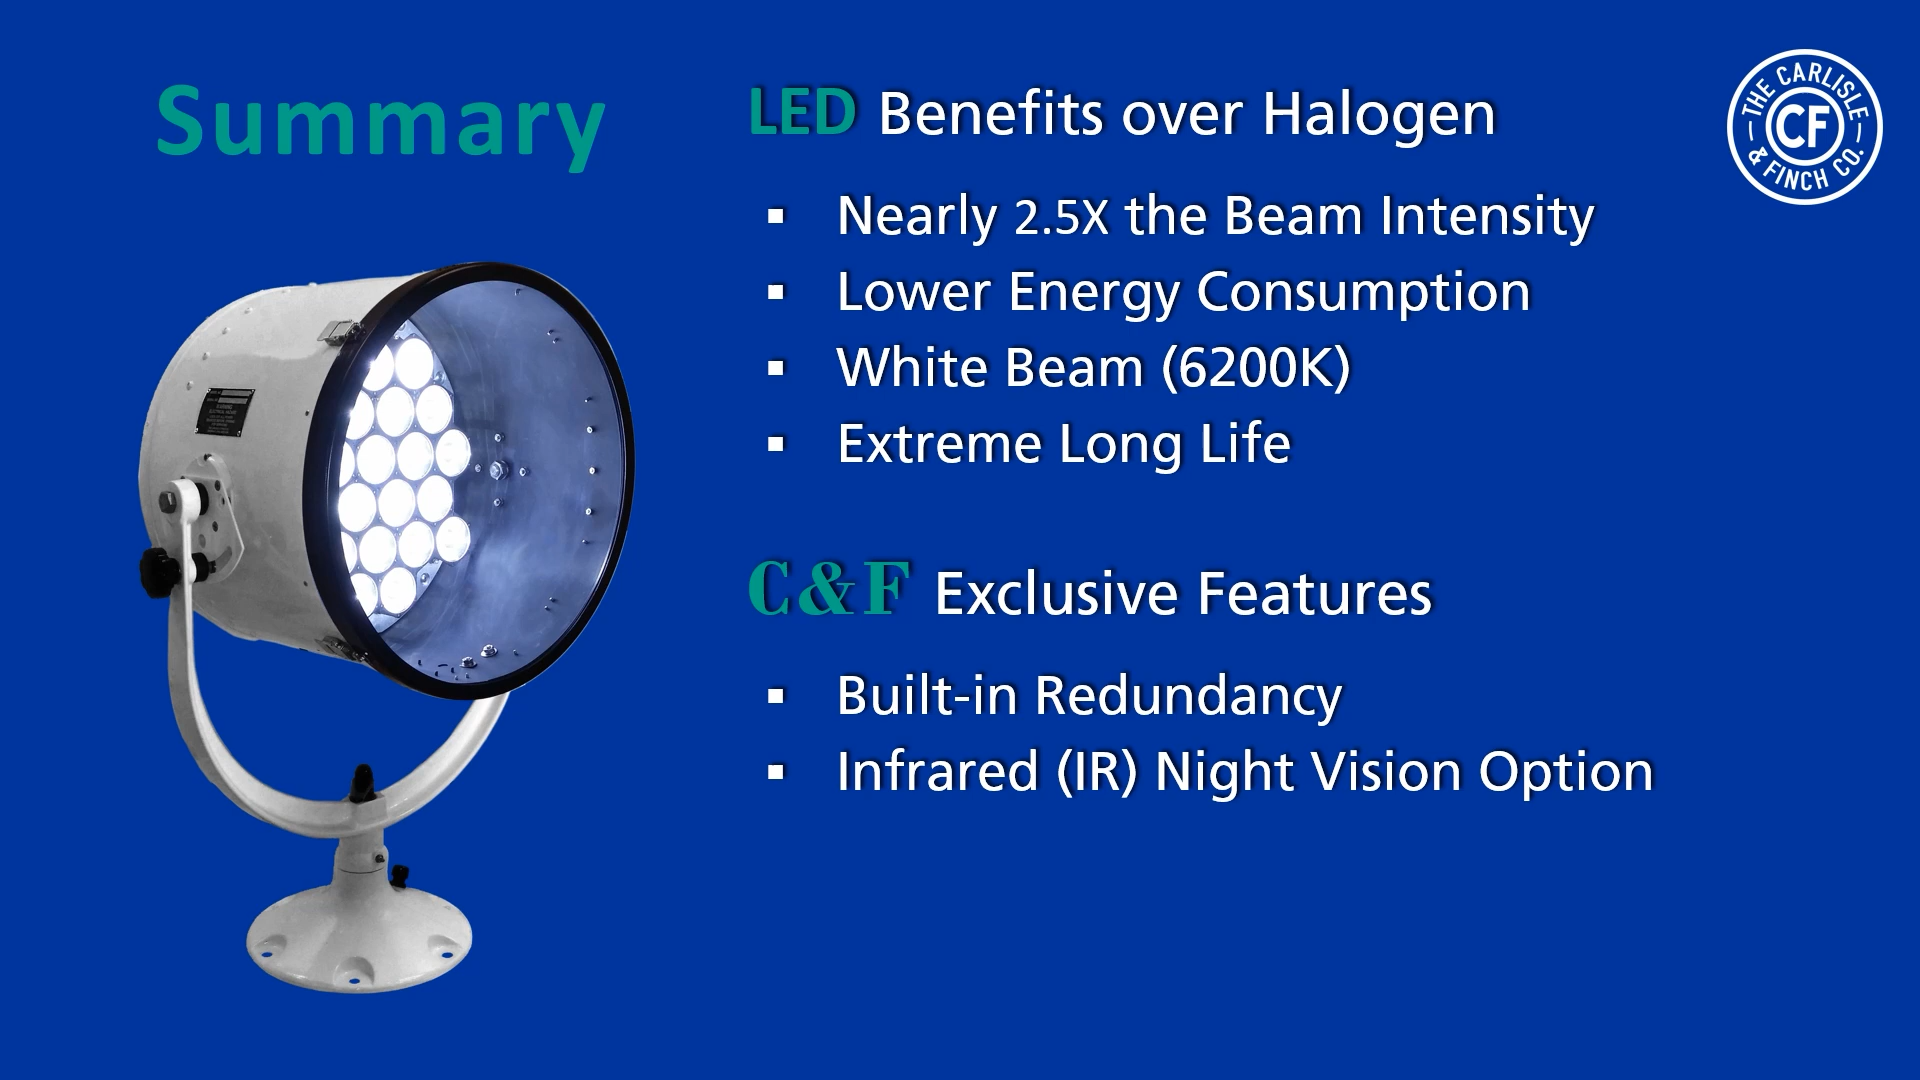 Summary
LED Benefits over Halogen
▪ Nearly 2.5X the Beam Intensity
▪ Lower Energy Consumption
▪ White Beam (6200K)
▪ Extreme Long Life
C&F Exclusive Features
▪ Built-in Redundancy
▪ Infrared (IR) Night Vision Option
THE CARLISLE
CF
& FINCH CO.